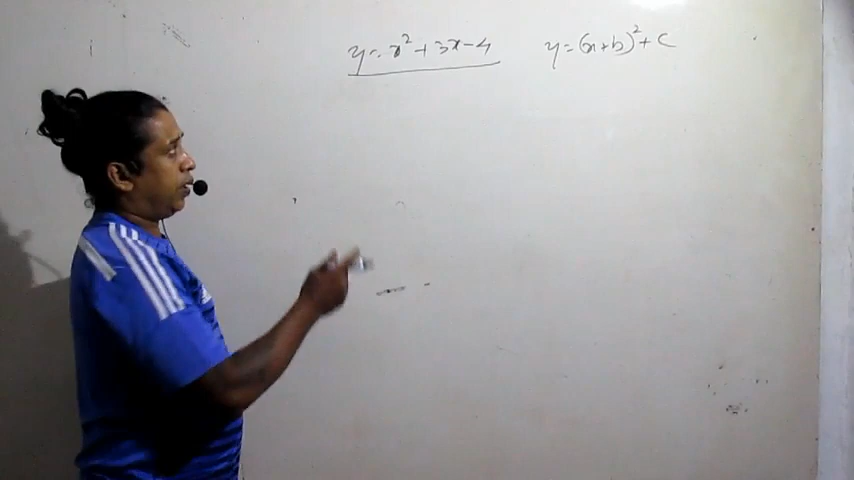 y = x² + 3x - 4
y = (x + b)² + c